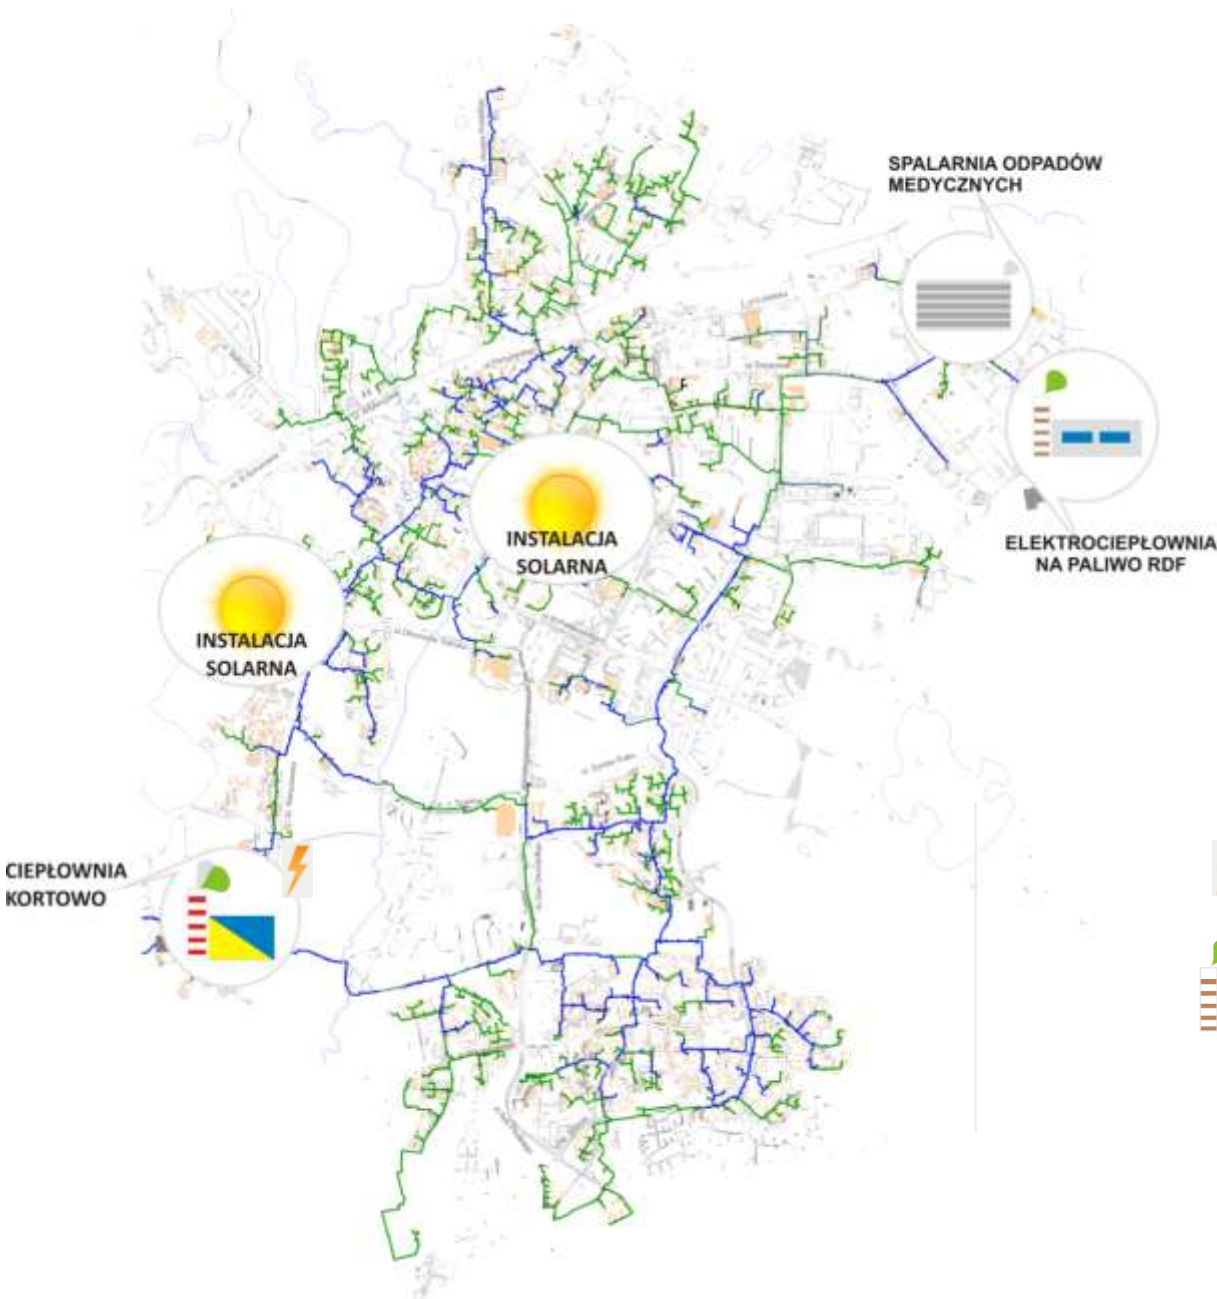 SPALARNIA ODPADÓW
MEDYCZNYCH
ELEKTROCIEPŁOWNIA
NA PALIWO RDF
INSTALACJA
SOLARNA
INSTALACJA
SOLARNA
CIEPŁOWNIA
KORTOWO